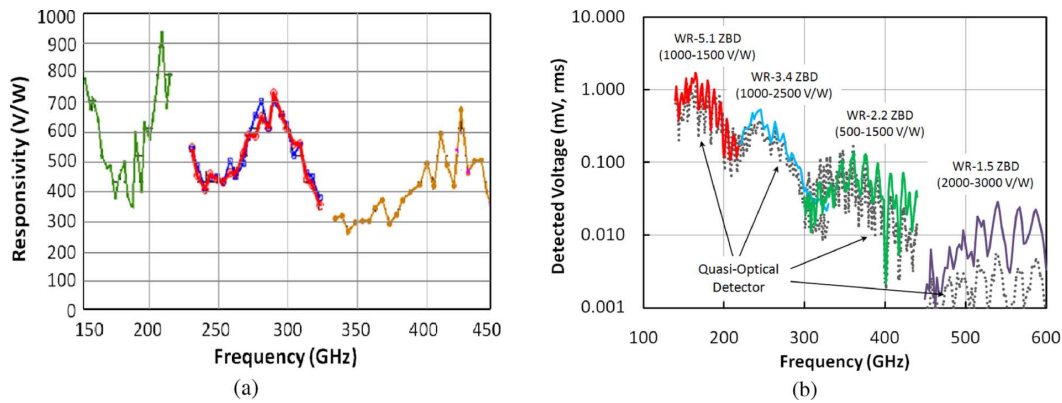 Responsivity (V/W)
1000
900
800
700
600
500
400
300
200
100
0
150 200 250 300 350 400 450
Frequency (GHz)
(a)
Detected Voltage (mV, rms)
10.000
1.000
0.100
0.010
0.001
WR-5.1 ZBD
(1000-1500 V/W)
WR-3.4 ZBD
(1000-2500 V/W)
WR-2.2 ZBD
(500-1500 V/W)
WR-1.5 ZBD
(2000-3000 V/W)
Quasi-Optical
Detector
100 200 300 400 500 600
Frequency (GHz)
(b)